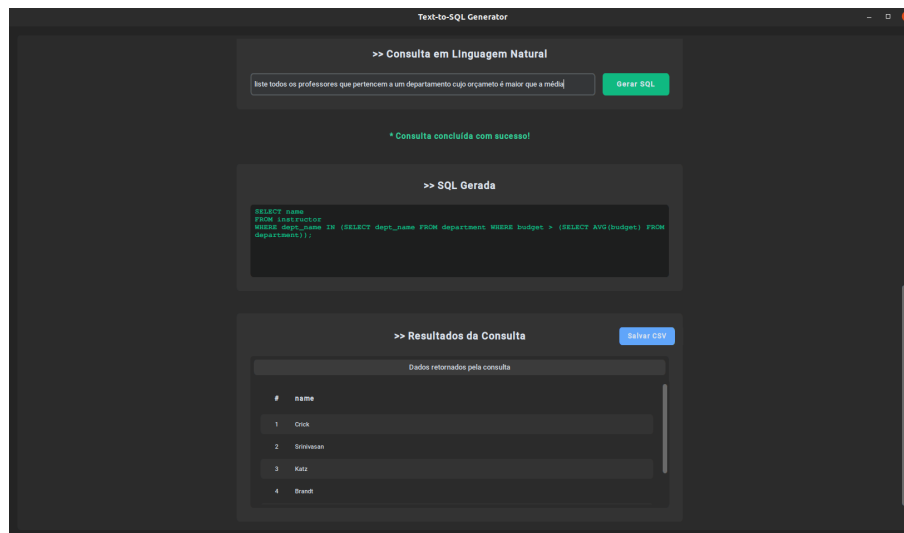 Text-to-SQL Generator
>> Consulta em Linguagem Natural
liste todos os professores que pertencem a um departamento cujo orçameto é maior que a média
Gerar SQL
* Consulta concluída com sucesso!
>> SQL Gerada
SELECT name
FROM instructor
WHERE dept_name IN (SELECT dept_name FROM department WHERE budget > (SELECT AVG(budget) FROM
department));
>> Resultados da Consulta
Salvar CSV
Dados retornados pela consulta
# name
1 Crick
2 Srinivasan
3 Katz
4 Brandt